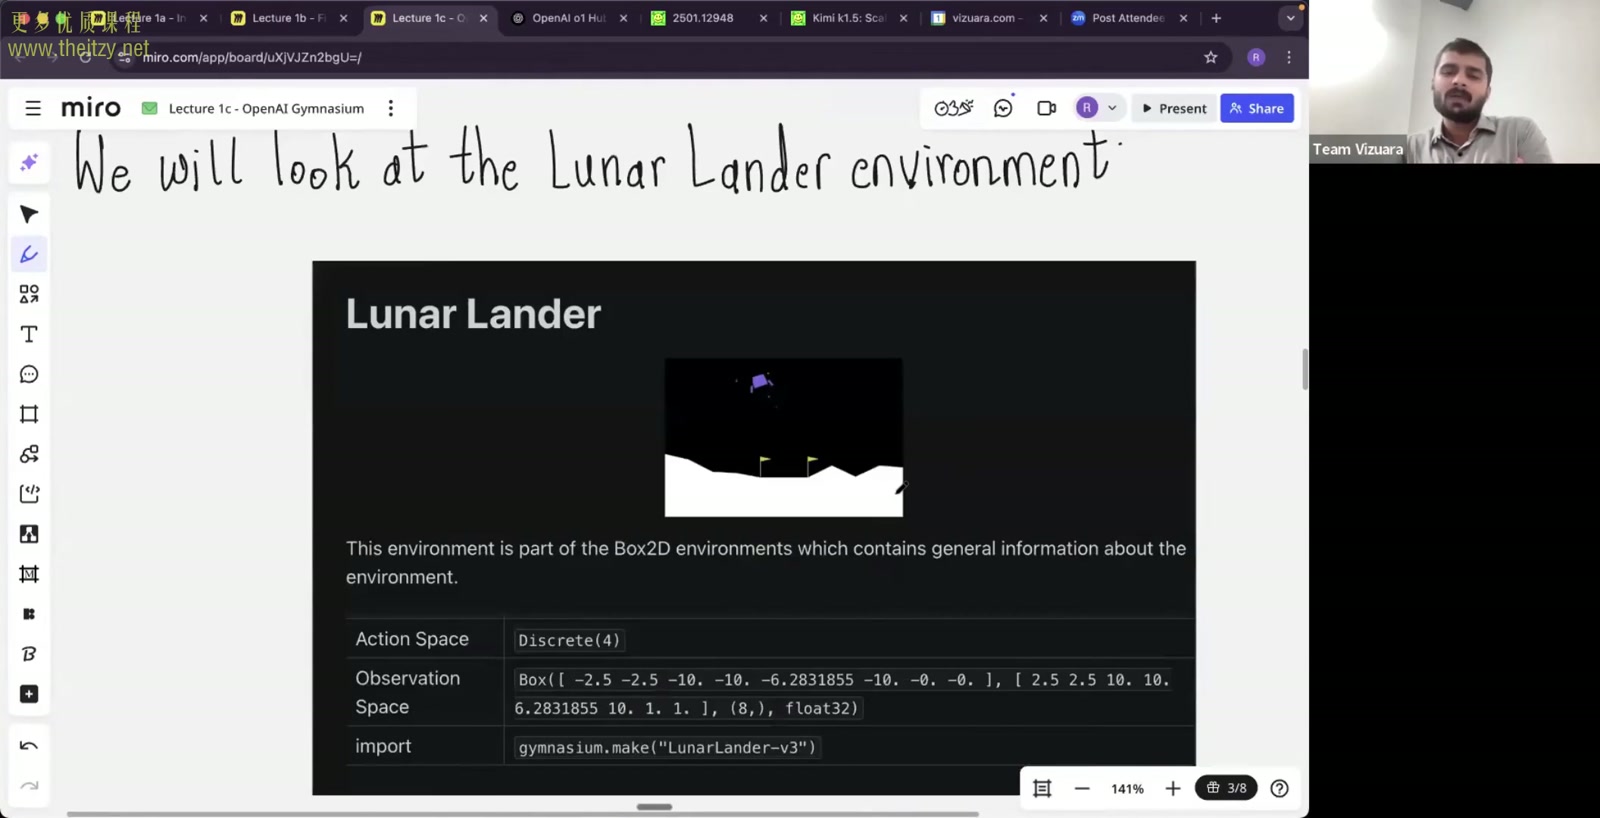 更多优质课程
www.theitzy.net
Lecture 1a - In
Lecture 1b - Fi
Lecture 1c - O
OpenAI o1 Hu
2501.12948
Kimi k1.5: Sca
vizuara.com -
Post Attendee
miro.com/app/board/uXjVJZn2bgU=/
R
miro
Lecture 1c - OpenAI Gymnasium
R
Present
Share
Team Vizuara
We will look at the Lunar Lander environment.
Lunar Lander
This environment is part of the Box2D environments which contains general information about the
environment.
Action Space
Discrete(4)
Observation
Space
Box([ -2.5 -2.5 -10. -10. -6.2831855 -10. -0. -0. ], [ 2.5 2.5 10. 10.
6.2831855 10. 1. 1. ], (8,), float32)
import
gymnasium.make("LunarLander-v3")
141%
3/8